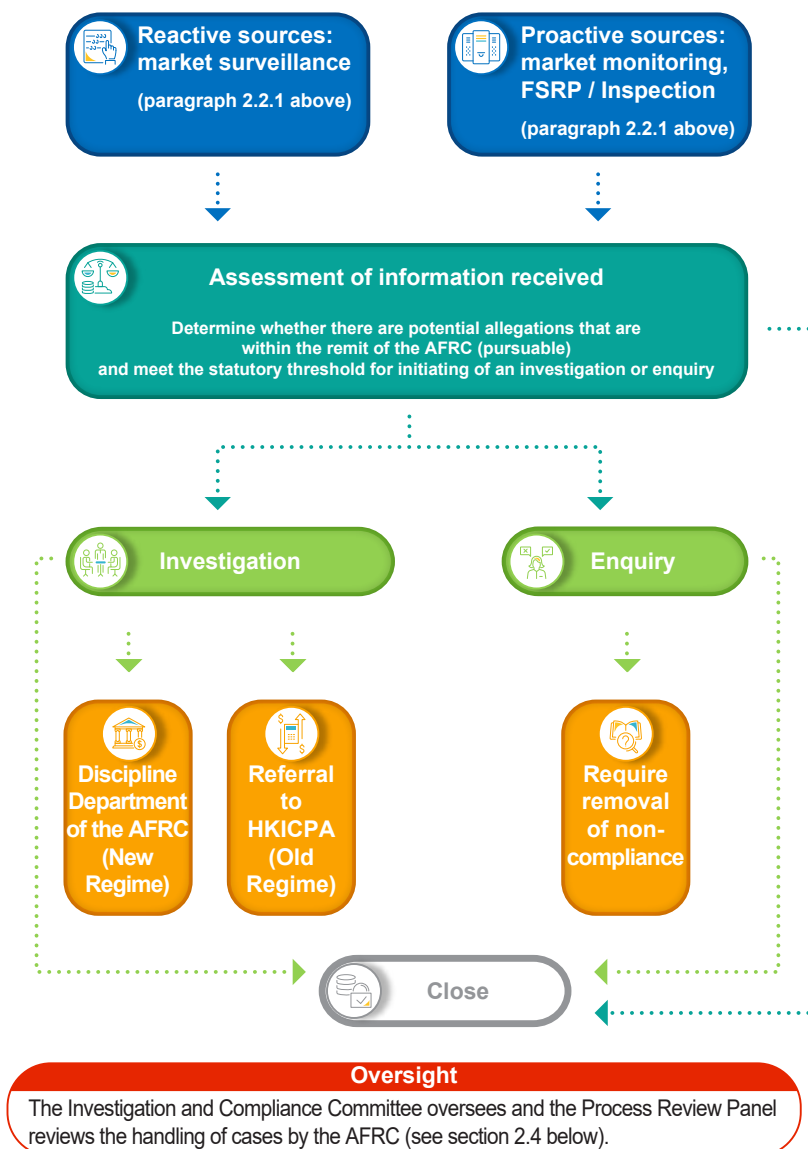 Reactive sources:
market surveillance
(paragraph 2.2.1 above)
Proactive sources:
market monitoring,
FSRP / Inspection
(paragraph 2.2.1 above)
Assessment of information received
Determine whether there are potential allegations that are
within the remit of the AFRC (pursuable)
and meet the statutory threshold for initiating of an investigation or enquiry
Investigation
Enquiry
Discipline
Department
of the AFRC
(New
Regime)
Referral
to
HKICPA
(Old
Regime)
Require
removal
of non-
compliance
Close
Oversight
The Investigation and Compliance Committee oversees and the Process Review Panel
reviews the handling of cases by the AFRC (see section 2.4 below).